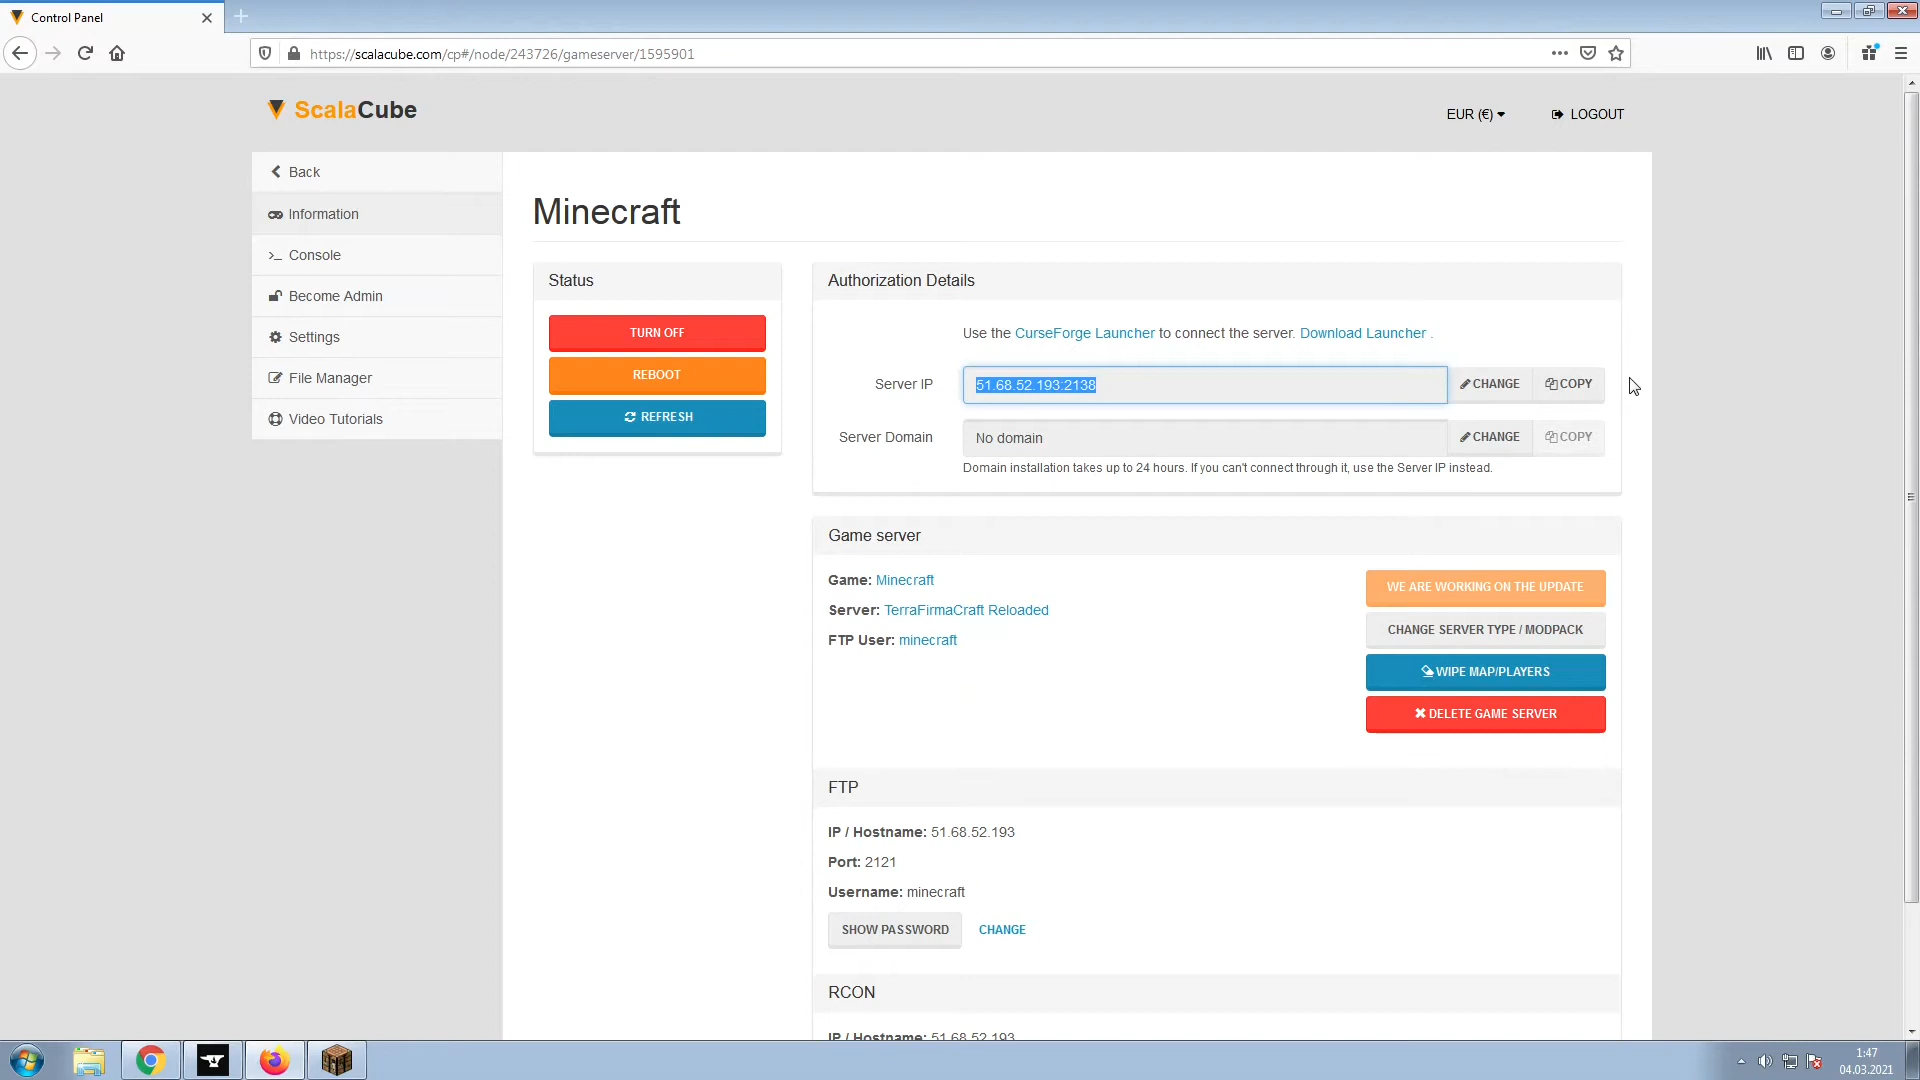 Control Panel
https://scalacube.com/cp#/node/243726/gameserver/1595901
ScalaCube
EUR (€)
LOGOUT
Back
Information
Console
Become Admin
Settings
File Manager
Video Tutorials
Minecraft
Status
TURN OFF
REBOOT
REFRESH
Authorization Details
Use the CurseForge Launcher to connect the server. Download Launcher .
Server IP
51.68.52.193:2138
CHANGE
COPY
Server Domain
No domain
CHANGE
COPY
Domain installation takes up to 24 hours. If you can't connect through it, use the Server IP instead.
Game server
Game: Minecraft
Server: TerraFirmaCraft Reloaded
FTP User: minecraft
WE ARE WORKING ON THE UPDATE
CHANGE SERVER TYPE / MODPACK
WIPE MAP/PLAYERS
DELETE GAME SERVER
FTP
IP / Hostname: 51.68.52.193
Port: 2121
Username: minecraft
SHOW PASSWORD
CHANGE
RCON
IP / Hostname: 51.68.52.193
1:47
04.03.2021